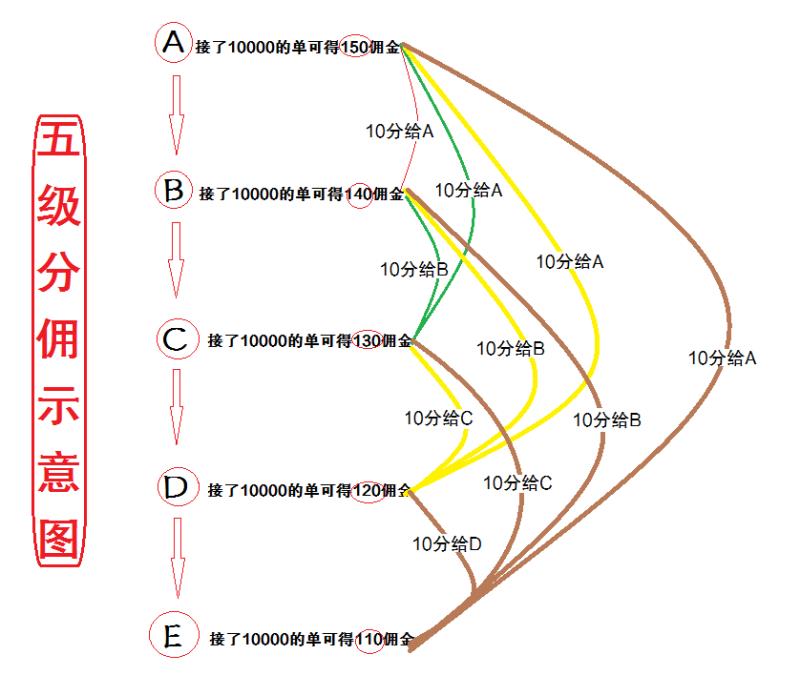 五级分佣示意图
A 接了10000的单可得150佣金
10分给A
B 接了10000的单可得140佣金
10分给A
10分给B
10分给A
C 接了10000的单可得130佣金
10分给B
10分给A
10分给C
10分给B
D 接了10000的单可得120佣金
10分给C
10分给D
E 接了10000的单可得110佣金